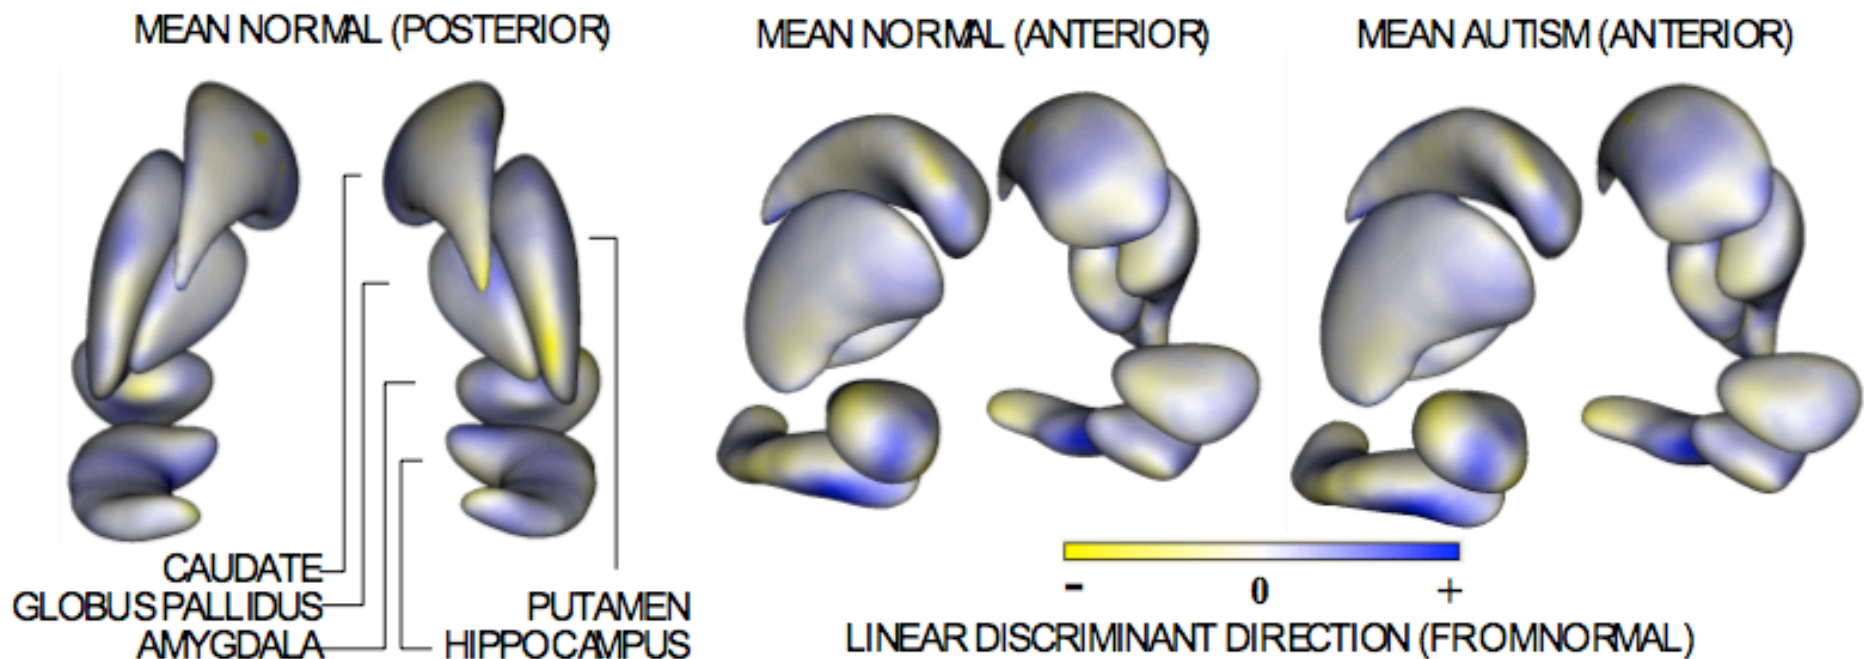 MEAN NORMAL (POSTERIOR)
MEAN NORMAL (ANTERIOR)
MEAN AUTISM (ANTERIOR)
CAUDATE
GLOBUS PALLIDUS
AMYGDALA
PUTAMEN
HIPPOCAMPUS
- 0 +
LINEAR DISCRIMINANT DIRECTION (FROMNORMAL)